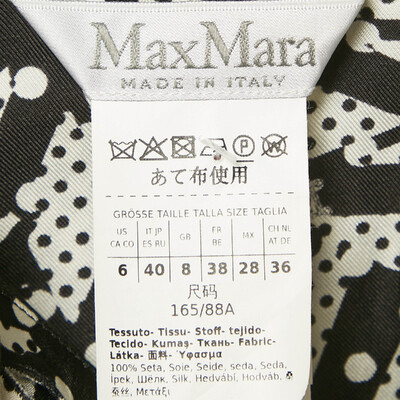 MaxMara
MADE IN ITALY
あて布使用
GRÖSSE TAILLE TALLA SIZE TAGLIA
US CA CO IT JP ES RU GB FR BE MX CH NL AT DE
6 40 8 38 28 36
尺码
165/88A
Tessuto- Tissu- Stoff- tejido-
Tecido- Kumaş- Ткань- Fabric-
Látka- 面料- Ύφασμα
100% Seta, Soie, Seide, seda, Seda,
İpek, Шёлк, Silk, Hedvábí, Hodváb,
蚕丝, Μετάξι